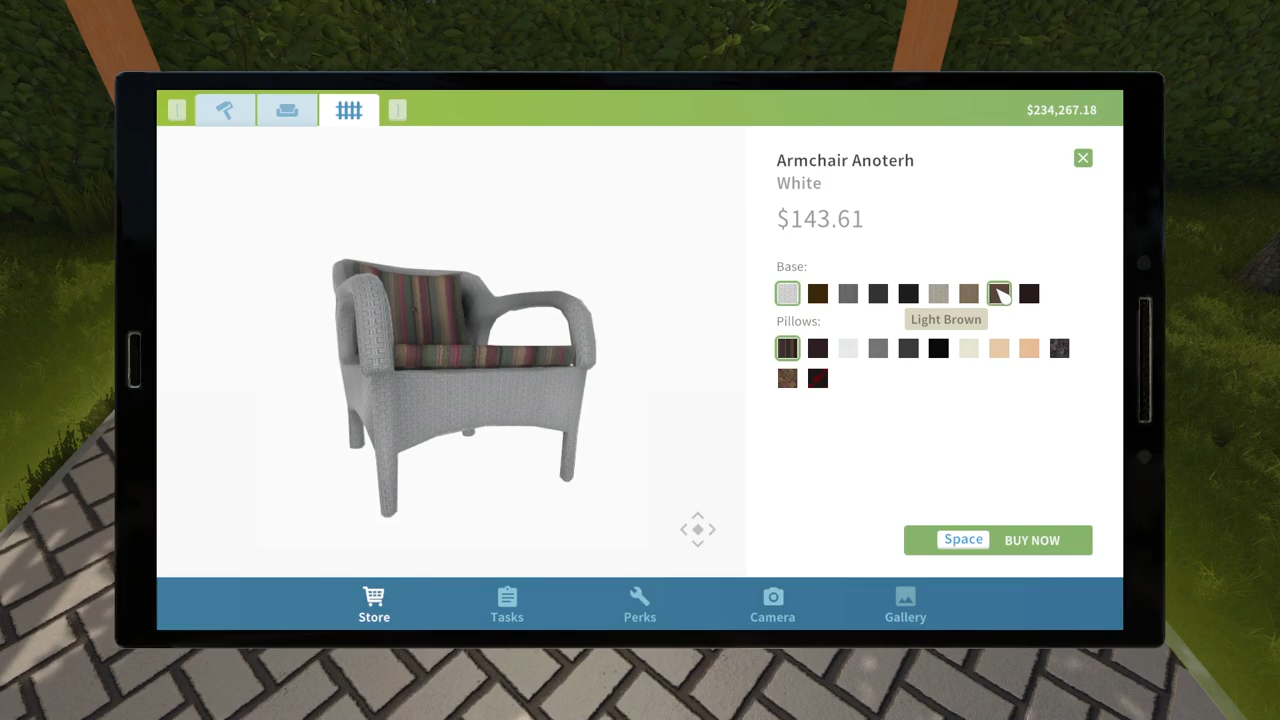 $234,267.18
Armchair Anoterh
White
$143.61
Base:
Light Brown
Pillows:
Space BUY NOW
Store Tasks Perks Camera Gallery